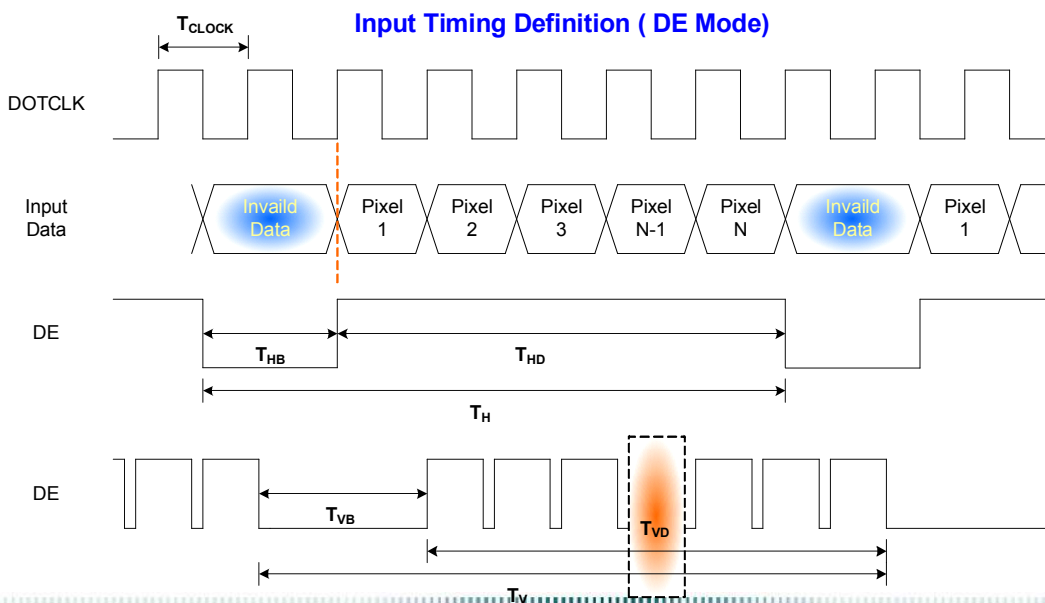 Input Timing Definition ( DE Mode)
TCLOCK
DOTCLK
Input
Data
Invaild
Data
Pixel
1
Pixel
2
Pixel
3
Pixel
N-1
Pixel
N
Invaild
Data
Pixel
1
DE
THB
THD
TH
DE
TVB
TVD
TV